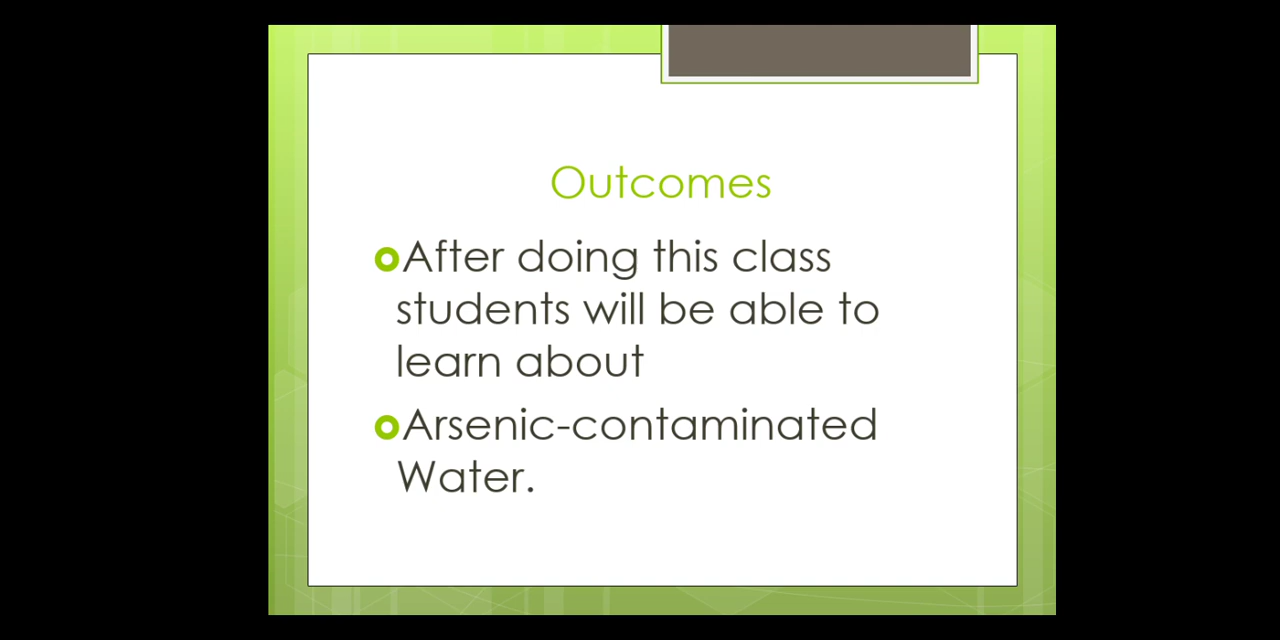 Outcomes
After doing this class
students will be able to
learn about
Arsenic-contaminated
Water.